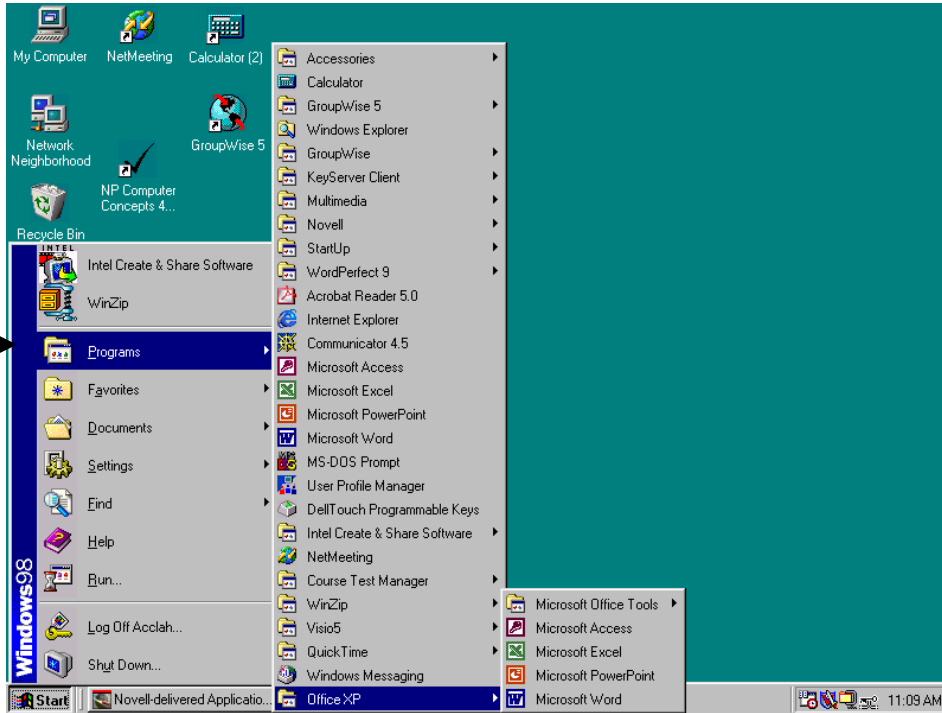 My Computer
NetMeeting
Calculator (2)
Network
Neighborhood
GroupWise 5
NP Computer
Concepts 4...
Recycle Bin
INTEL
Intel Create & Share Software
WinZip
Programs
Favorites
Documents
Settings
Find
Help
Run...
Log Off Acclah...
Shut Down...
Windows98
Accessories
Calculator
GroupWise 5
Windows Explorer
GroupWise
KeyServer Client
Multimedia
Novell
StartUp
WordPerfect 9
Acrobat Reader 5.0
Internet Explorer
Communicator 4.5
Microsoft Access
Microsoft Excel
Microsoft PowerPoint
Microsoft Word
MS-DOS Prompt
User Profile Manager
DellTouch Programmable Keys
Intel Create & Share Software
NetMeeting
Course Test Manager
WinZip
Visio5
QuickTime
Windows Messaging
Office XP
Microsoft Office Tools
Microsoft Access
Microsoft Excel
Microsoft PowerPoint
Microsoft Word
Start
Novell-delivered Applicatio...
11:09 AM